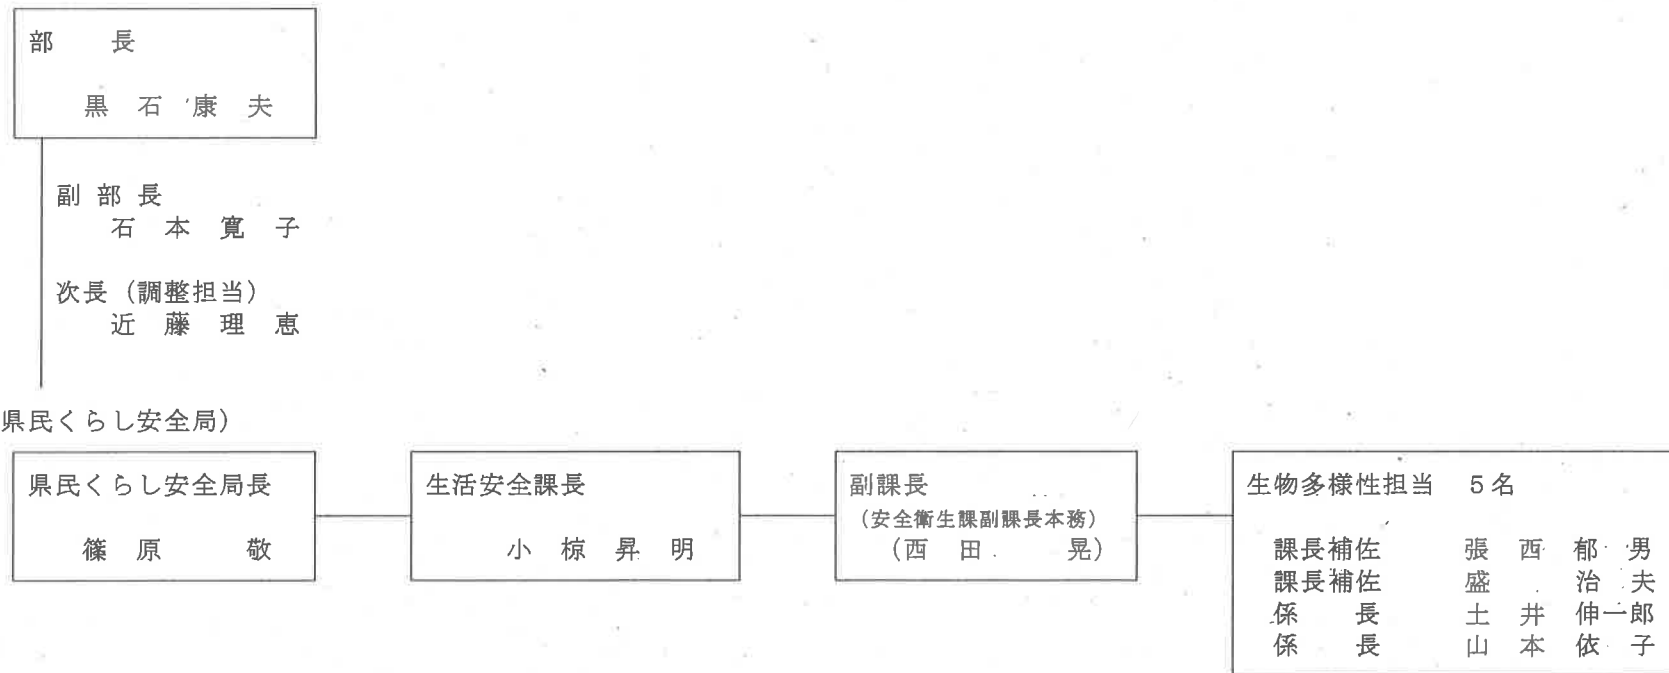 部　　長
黒　石　康　夫
副 部 長
石　本　寛　子
次長（調整担当）
近　藤　理　恵
県民くらし安全局）
県民くらし安全局長
篠　原　　　敬
生活安全課長
小　椋　昇　明
副課長
（安全衛生課副課長本務）
（西　田　　　晃）
生物多様性担当　５名
課長補佐　　　張　西　郁　男
課長補佐　　　盛　　　治　夫
係　　長　　　土　井　伸一郎
係　　長　　　山　本　依　子